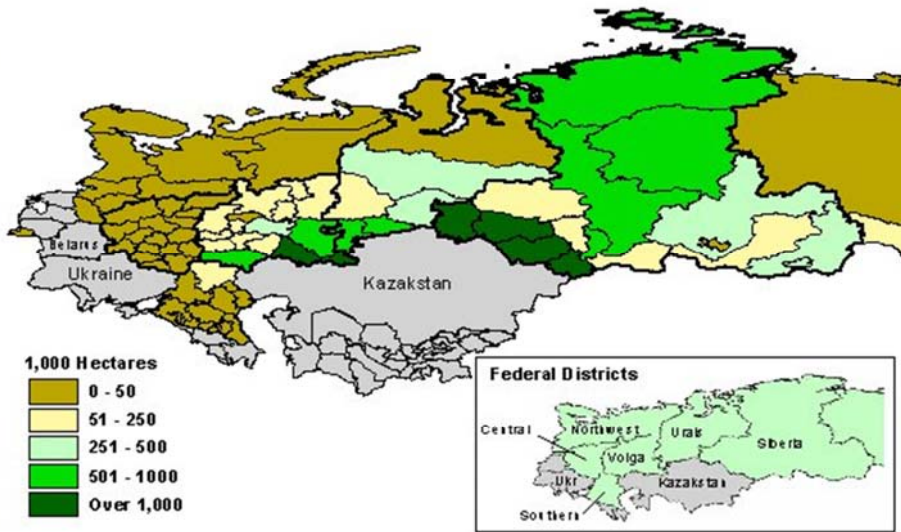 Belarus
Ukraine
Kazakstan
1,000 Hectares
0 - 50
51 - 250
251 - 500
501 - 1000
Over 1,000
Federal Districts
Central
Northwest
Urals
Siberia
Volga
Ukr
Kazakstan
Southern